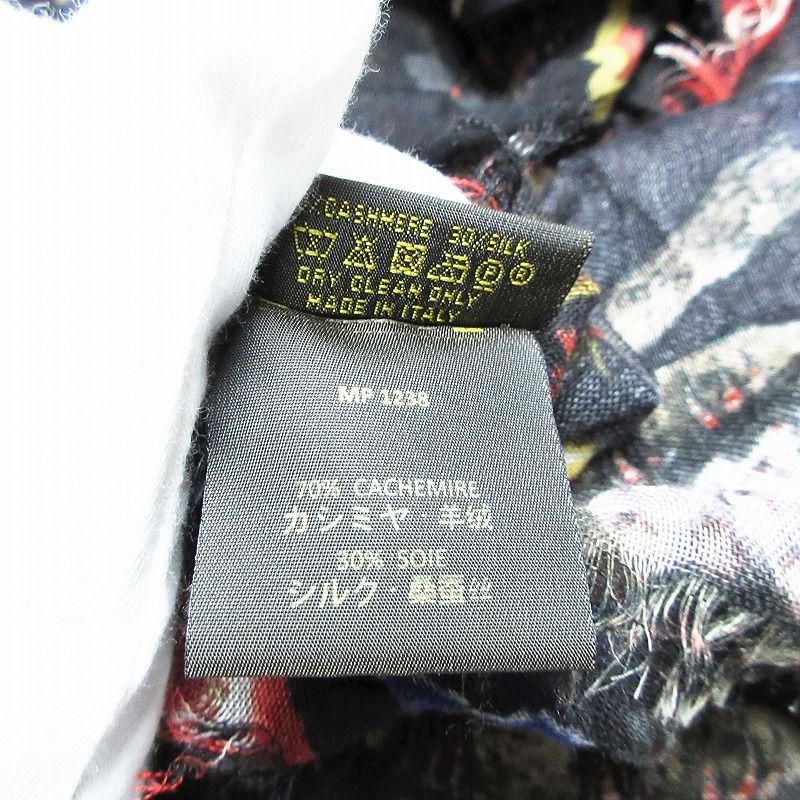 CASHMERE 30%SILK
DRY CLEAN ONLY
MADE IN ITALY
MP 1238
70% CACHEMIRE
カシミヤ 羊绒
30% SOIE
シルク 桑蚕丝